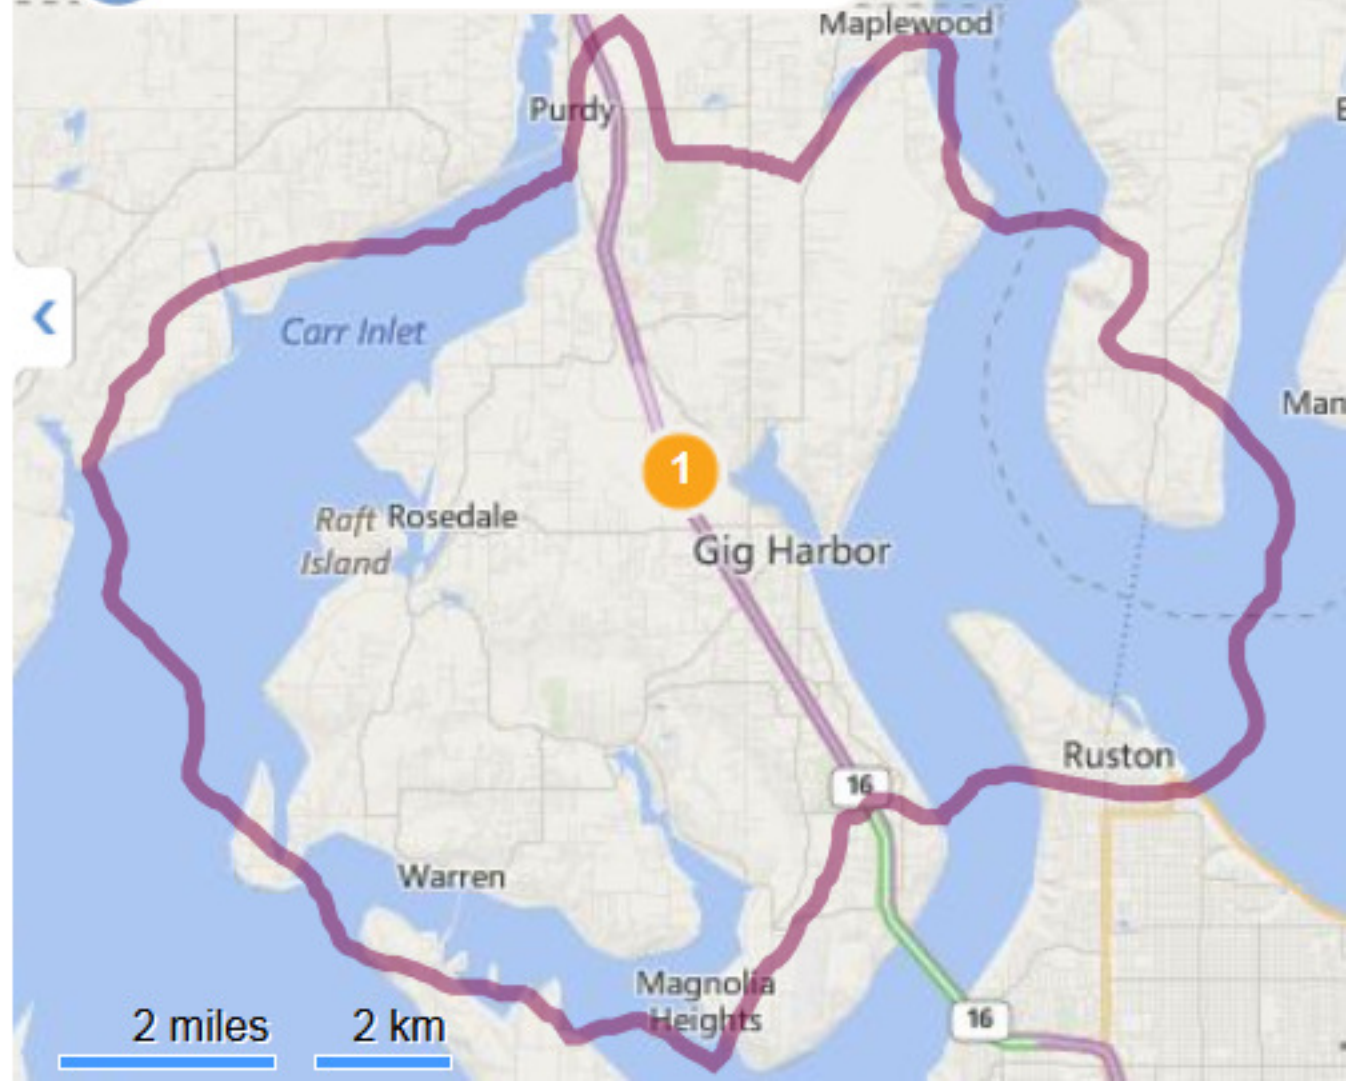 Maplewood
Purdy
Carr Inlet
1
Raft
Rosedale
Island
Gig Harbor
Man
Ruston
16
Warren
Magnolia
Heights
2 miles
2 km
16